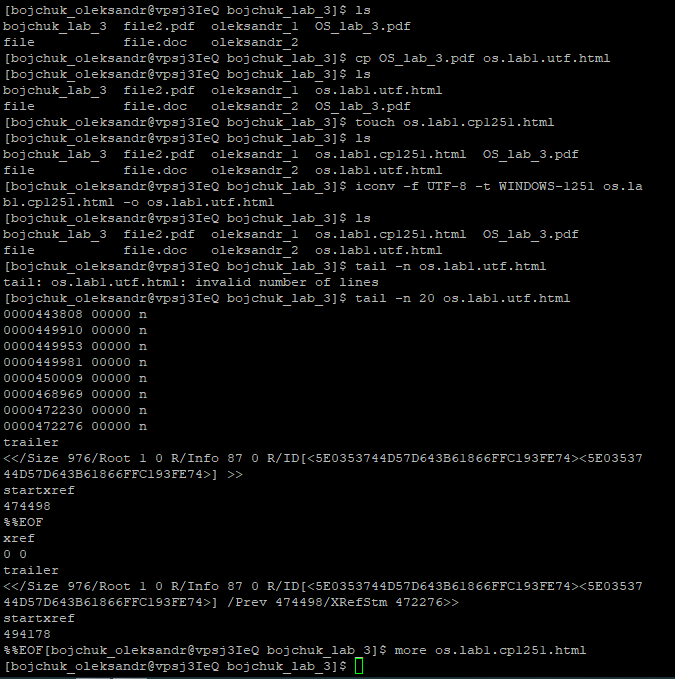 [bojchuk_oleksandr@vpsj3IeQ bojchuk_lab_3]$ ls
bojchuk_lab_3  file2.pdf  oleksandr_1  OS_lab_3.pdf
file           file.doc   oleksandr_2
[bojchuk_oleksandr@vpsj3IeQ bojchuk_lab_3]$ cp OS_lab_3.pdf os.lab1.utf.html
[bojchuk_oleksandr@vpsj3IeQ bojchuk_lab_3]$ ls
bojchuk_lab_3  file2.pdf  oleksandr_1  os.lab1.utf.html
file           file.doc   oleksandr_2  OS_lab_3.pdf
[bojchuk_oleksandr@vpsj3IeQ bojchuk_lab_3]$ touch os.lab1.cp1251.html
[bojchuk_oleksandr@vpsj3IeQ bojchuk_lab_3]$ ls
bojchuk_lab_3  file2.pdf  oleksandr_1  os.lab1.cp1251.html  OS_lab_3.pdf
file           file.doc   oleksandr_2  os.lab1.utf.html
[bojchuk_oleksandr@vpsj3IeQ bojchuk_lab_3]$ iconv -f UTF-8 -t WINDOWS-1251 os.la
b1.cp1251.html -o os.lab1.utf.html
[bojchuk_oleksandr@vpsj3IeQ bojchuk_lab_3]$ ls
bojchuk_lab_3  file2.pdf  oleksandr_1  os.lab1.cp1251.html  OS_lab_3.pdf
file           file.doc   oleksandr_2  os.lab1.utf.html
[bojchuk_oleksandr@vpsj3IeQ bojchuk_lab_3]$ tail -n os.lab1.utf.html
tail: os.lab1.utf.html: invalid number of lines
[bojchuk_oleksandr@vpsj3IeQ bojchuk_lab_3]$ tail -n 20 os.lab1.utf.html
0000443808 00000 n
0000449910 00000 n
0000449953 00000 n
0000449981 00000 n
0000450009 00000 n
0000468969 00000 n
0000472230 00000 n
0000472276 00000 n
trailer
<</Size 976/Root 1 0 R/Info 87 0 R/ID[<5E0353744D57D643B61866FFC193FE74><5E03537
44D57D643B61866FFC193FE74>] >>
startxref
474498
%%EOF
xref
0 0
trailer
<</Size 976/Root 1 0 R/Info 87 0 R/ID[<5E0353744D57D643B61866FFC193FE74><5E03537
44D57D643B61866FFC193FE74>] /Prev 474498/XRefStm 472276>>
startxref
494178
%%EOF[bojchuk_oleksandr@vpsj3IeQ bojchuk_lab_3]$ more os.lab1.cp1251.html
[bojchuk_oleksandr@vpsj3IeQ bojchuk_lab_3]$